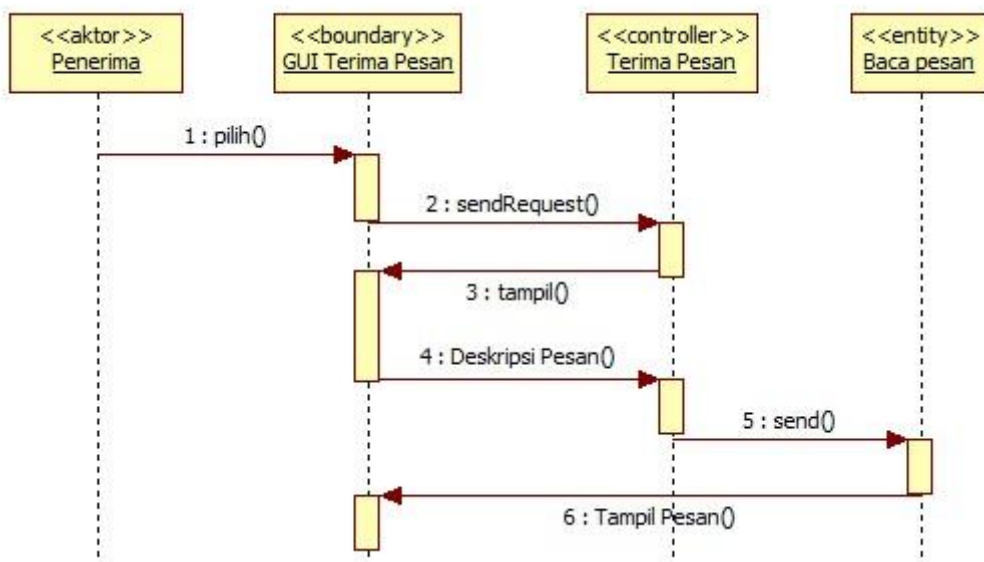 <<aktor>>
Penerima
<<boundary>>
GUI Terima Pesan
<<controller>>
Terima Pesan
<<entity>>
Baca pesan
1 : pilih()
2 : sendRequest()
3 : tampil()
4 : Deskripsi Pesan()
5 : send()
6 : Tampil Pesan()